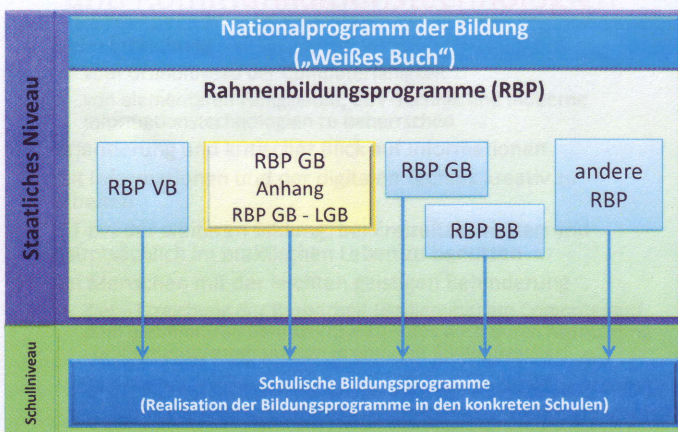 Nationalprogramm der Bildung
(„Weißes Buch“)
Staatliches Niveau
Rahmenbildungsprogramme (RBP)
RBP VB
RBP GB
Anhang
RBP GB - LGB
RBP GB
RBP BB
andere
RBP
Schullniveau
Schulische Bildungsprogramme
(Realisation der Bildungsprogramme in den konkreten Schulen)